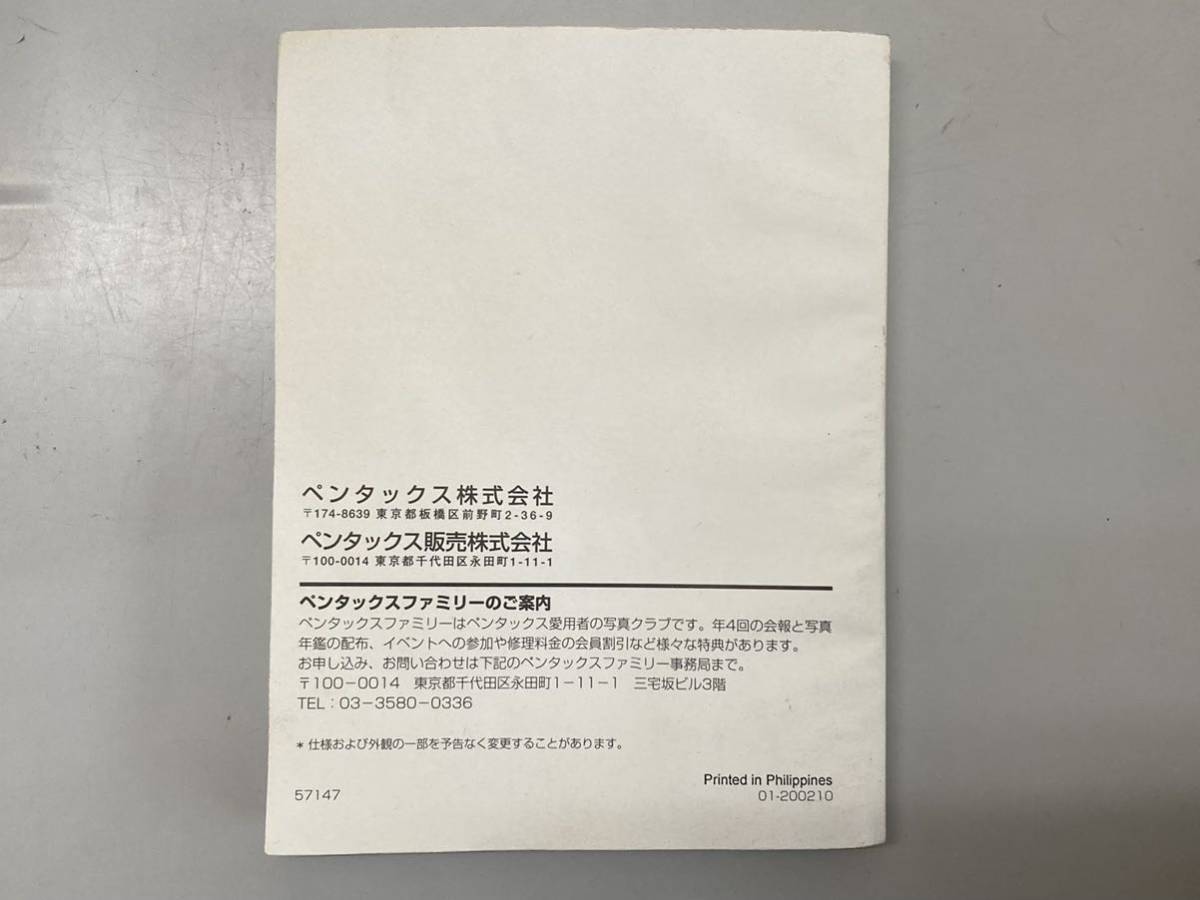 ペンタックス株式会社
〒174-8639 東京都板橋区前野町2-36-9
ペンタックス販売株式会社
〒100-0014 東京都千代田区永田町1-11-1
ペンタックスファミリーのご案内
ペンタックスファミリーはペンタックス愛用者の写真クラブです。年4回の会報と写真
年鑑の配布、イベントへの参加や修理料金の会員割引など様々な特典があります。
お申し込み、お問い合わせは下記のペンタックスファミリー事務局まで。
〒100−0014 東京都千代田区永田町1−11−1 三宅坂ビル3階
TEL：03−3580−0336
* 仕様および外観の一部を予告なく変更することがあります。
Printed in Philippines
57147 01-200210